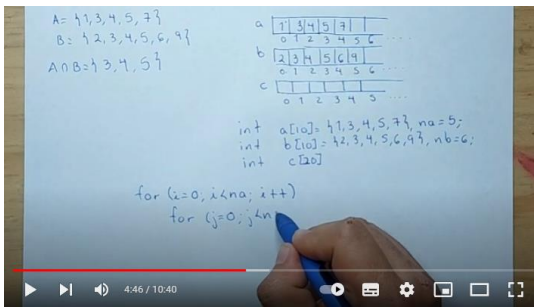 A = {1, 3, 4, 5, 7}
B = {2, 3, 4, 5, 6, 9}
A∩B = {3, 4, 5}
a 1 3 4 5 7
0 1 2 3 4 5 6 ....
b 2 3 4 5 6 9
0 1 2 3 4 5 6 ....
c
0 1 2 3 4 5 ....
int a[10] = {1, 3, 4, 5, 7}, na = 5;
int b[10] = {2, 3, 4, 5, 6, 9}, nb = 6;
int c[20]
for (i=0; i<na; i++)
for (j=0; j<n
4:46 / 10:40